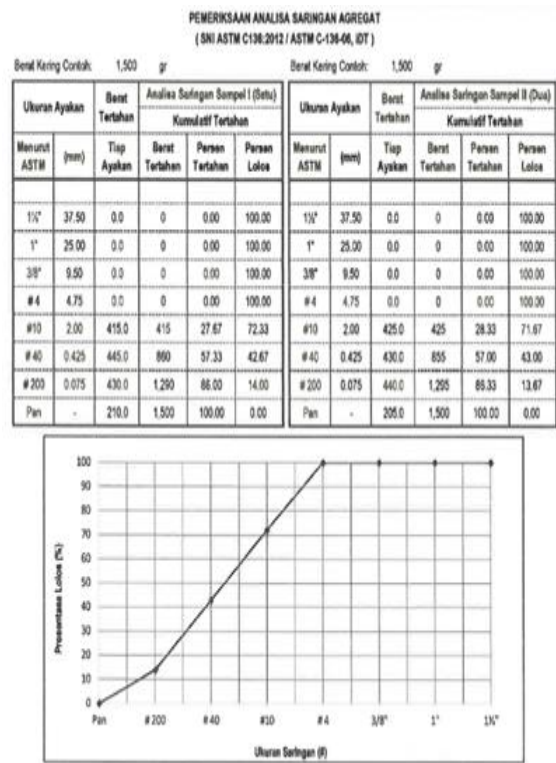 PEMERIKSAAN ANALISA SARINGAN AGREGAT
( SNI ASTM C136:2012 / ASTM C-136-06, IDT )
Berat Kering Contoh: 1,500 gr
Ukuran Ayakan Berat Tertahan Analisa Saringan Sampel I (Satu)
Kumulatif Tertahan
Menurut ASTM (mm) Tiap Ayakan Berat Tertahan Persen Tertahan Persen Lolos
1½" 37.50 0.0 0 0.00 100.00
1" 25.00 0.0 0 0.00 100.00
3/8" 9.50 0.0 0 0.00 100.00
# 4 4.75 0.0 0 0.00 100.00
#10 2.00 415.0 415 27.67 72.33
# 40 0.425 445.0 860 57.33 42.67
# 200 0.075 430.0 1,290 86.00 14.00
Pan - 210.0 1,500 100.00 0.00
Berat Kering Contoh: 1,500 gr
Ukuran Ayakan Berat Tertahan Analisa Saringan Sampel II (Dua)
Kumulatif Tertahan
Menurut ASTM (mm) Tiap Ayakan Berat Tertahan Persen Tertahan Persen Lolos
1½" 37.50 0.0 0 0.00 100.00
1" 25.00 0.0 0 0.00 100.00
3/8" 9.50 0.0 0 0.00 100.00
# 4 4.75 0.0 0 0.00 100.00
#10 2.00 425.0 425 28.33 71.67
# 40 0.425 430.0 855 57.00 43.00
# 200 0.075 440.0 1,295 86.33 13.67
Pan - 205.0 1,500 100.00 0.00
100
90
80
70
60
50
40
30
20
10
0
Presentase Lolos (%)
Pan # 200 # 40 #10 # 4 3/8" 1" 1½"
Ukuran Saringan (#)